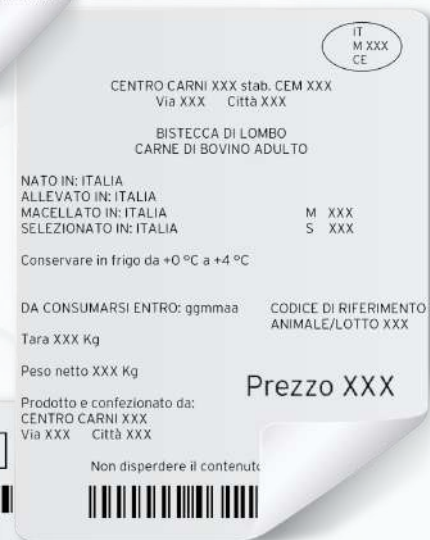 IT
M XXX
CE
CENTRO CARNI XXX stab. CEM XXX
Via XXX Città XXX
BISTECCA DI LOMBO
CARNE DI BOVINO ADULTO
NATO IN: ITALIA
ALLEVATO IN: ITALIA
MACELLATO IN: ITALIA M XXX
SELEZIONATO IN: ITALIA S XXX
Conservare in frigo da +0 °C a +4 °C
DA CONSUMARSI ENTRO: ggmmaa
CODICE DI RIFERIMENTO
ANIMALE/LOTTO XXX
Tara XXX Kg
Peso netto XXX Kg
Prezzo XXX
Prodotto e confezionato da:
CENTRO CARNI XXX
Via XXX Città XXX
Non disperdere il contenuto